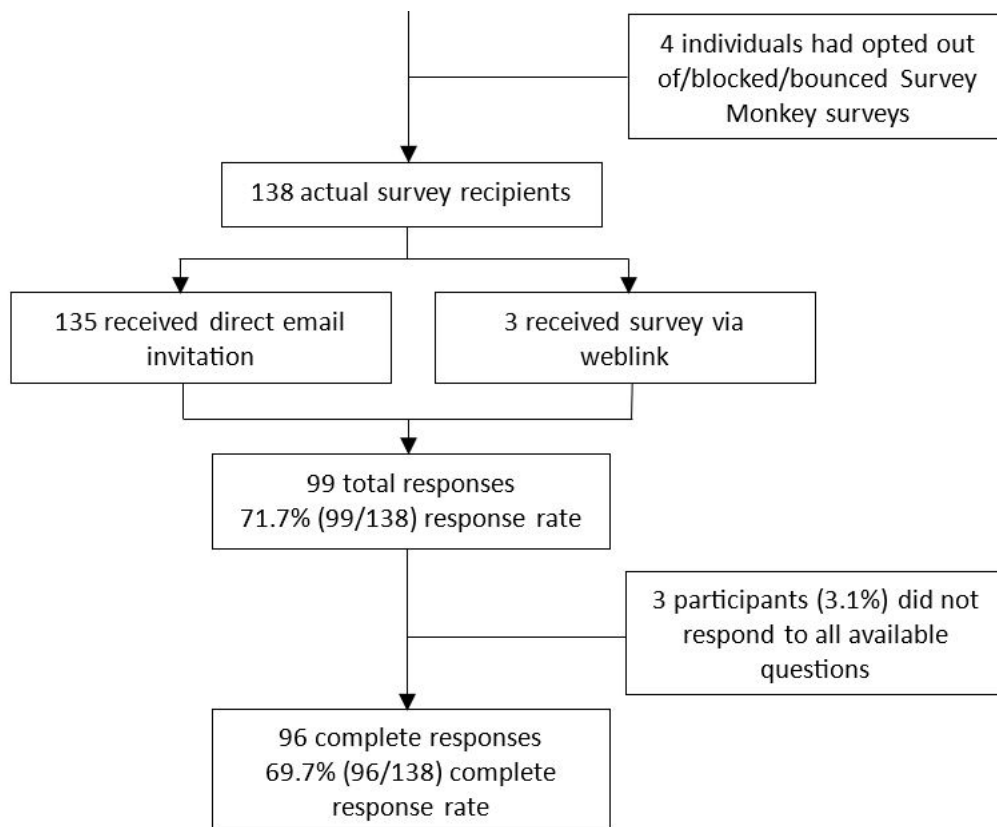 4 individuals had opted out
of/blocked/bounced Survey
Monkey surveys
138 actual survey recipients
135 received direct email
invitation
3 received survey via
weblink
99 total responses
71.7% (99/138) response rate
3 participants (3.1%) did not
respond to all available
questions
96 complete responses
69.7% (96/138) complete
response rate